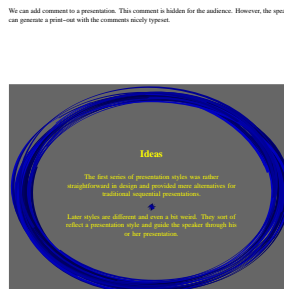 We can add comment to a presentation. This comment is hidden for the audience. However, the
can generate a print-out with the comments nicely typeset.
Ideas
The first series of presentation styles was rather
straightforward in design and provided mere alternatives for
traditional sequential presentations.
Later styles are different and even a bit weird. They sort of
reflect a presentation style and guide the speaker through his
or her presentation.